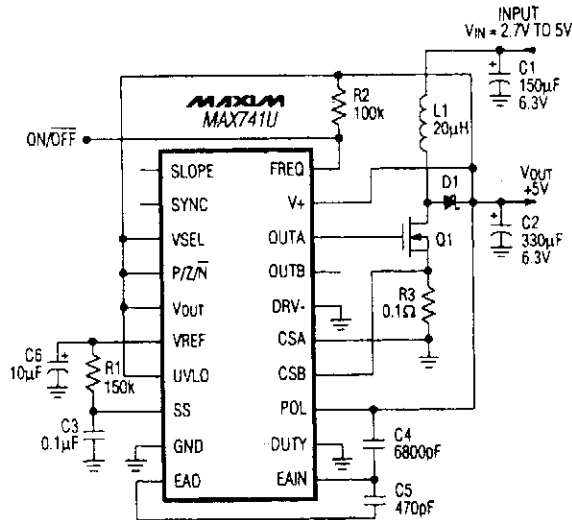 INPUT
VIN = 2.7V TO 5V
C1
150µF
6.3V
L1
20µH
R2
100k
MAXIM
MAX741U
ON/OFF
SLOPE
SYNC
VSEL
P/Z/N
VOUT
VREF
UVLO
SS
GND
EAO
FREQ
V+
OUTA
OUTB
DRV-
CSA
CSB
POL
DUTY
EAIN
D1
VOUT
+5V
C2
330µF
6.3V
Q1
R3
0.1Ω
C6
10µF
R1
150k
C3
0.1µF
C4
6800pF
C5
470pF